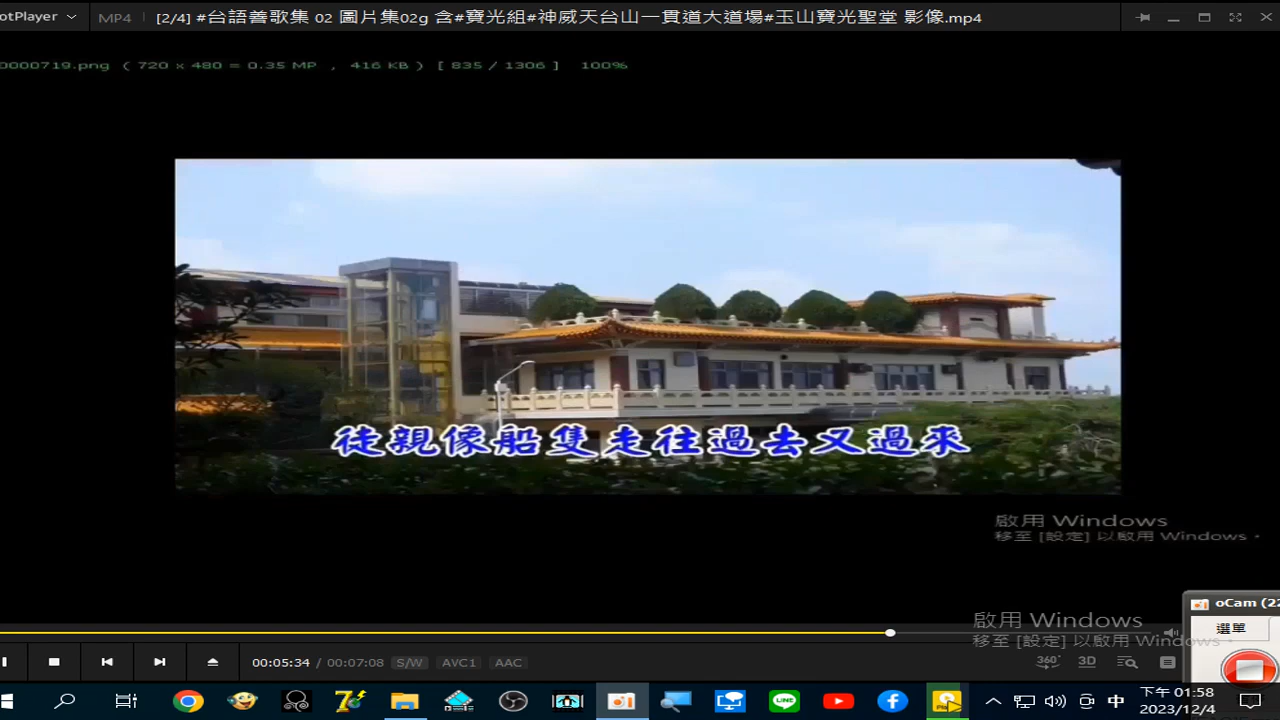 otPlayer
MP4
[2/4] #台語善歌集 02 圖片集02g 含#寶光組#神威天台山一貫道大道場#玉山寶光聖堂 影像.mp4
0000719.png ( 720 x 480 = 0.35 MP , 416 KB ) [ 835 / 1306 ] 100%
徒親像船隻走往過去又過來
啟用 Windows
移至 [設定] 以啟用 Windows。
oCam (22
啟用 Windows
移至 [設定] 以啟用 Windows。
選單
00:05:34 / 00:07:08 S/W AVC1 AAC
360° 3D
中
下午 01:58
2023/12/4